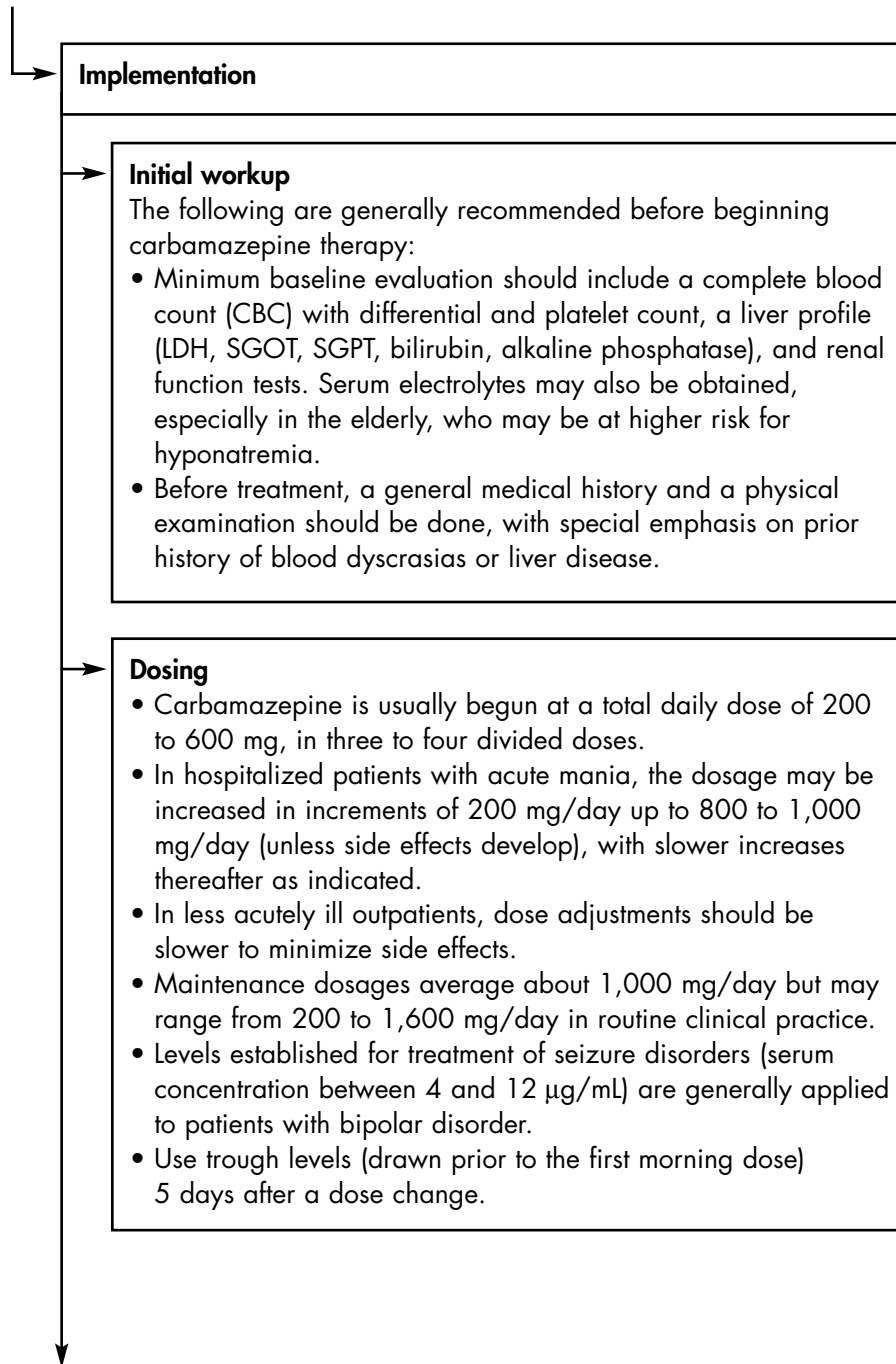 Implementation
Initial workup
The following are generally recommended before beginning
carbamazepine therapy:
• Minimum baseline evaluation should include a complete blood
count (CBC) with differential and platelet count, a liver profile
(LDH, SGOT, SGPT, bilirubin, alkaline phosphatase), and renal
function tests. Serum electrolytes may also be obtained,
especially in the elderly, who may be at higher risk for
hyponatremia.
• Before treatment, a general medical history and a physical
examination should be done, with special emphasis on prior
history of blood dyscrasias or liver disease.
Dosing
• Carbamazepine is usually begun at a total daily dose of 200
to 600 mg, in three to four divided doses.
• In hospitalized patients with acute mania, the dosage may be
increased in increments of 200 mg/day up to 800 to 1,000
mg/day (unless side effects develop), with slower increases
thereafter as indicated.
• In less acutely ill outpatients, dose adjustments should be
slower to minimize side effects.
• Maintenance dosages average about 1,000 mg/day but may
range from 200 to 1,600 mg/day in routine clinical practice.
• Levels established for treatment of seizure disorders (serum
concentration between 4 and 12 μg/mL) are generally applied
to patients with bipolar disorder.
• Use trough levels (drawn prior to the first morning dose)
5 days after a dose change.